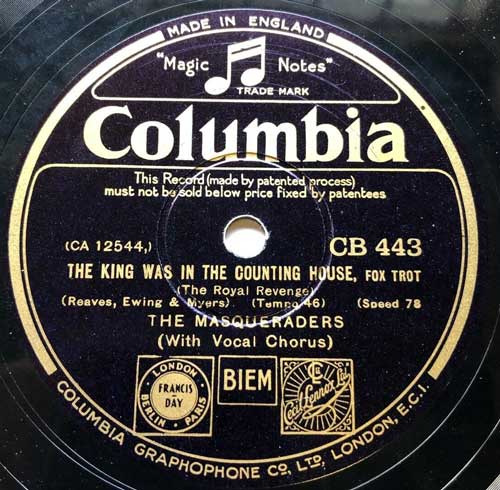 MADE IN ENGLAND
"Magic Notes"
TRADE MARK
Columbia
This Record (made by patented process)
must not be sold below price fixed by patentees
(CA 12544,) CB 443
THE KING WAS IN THE COUNTING HOUSE, FOX TROT
(The Royal Revenge)
(Reaves, Ewing & Myers) (Tempo 46) (Speed 78
THE MASQUERADERS
(With Vocal Chorus)
LONDON
FRANCIS
DAY
BERLIN · PARIS
BIEM
Cecil Lennox Ltd.
COLUMBIA GRAPHOPHONE CO, LTD, LONDON, E.C.I.